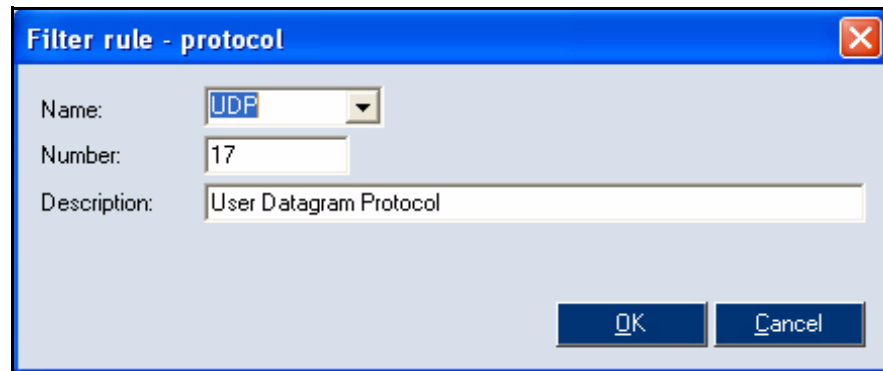 Filter rule - protocol
Name: UDP
Number: 17
Description: User Datagram Protocol
OK Cancel